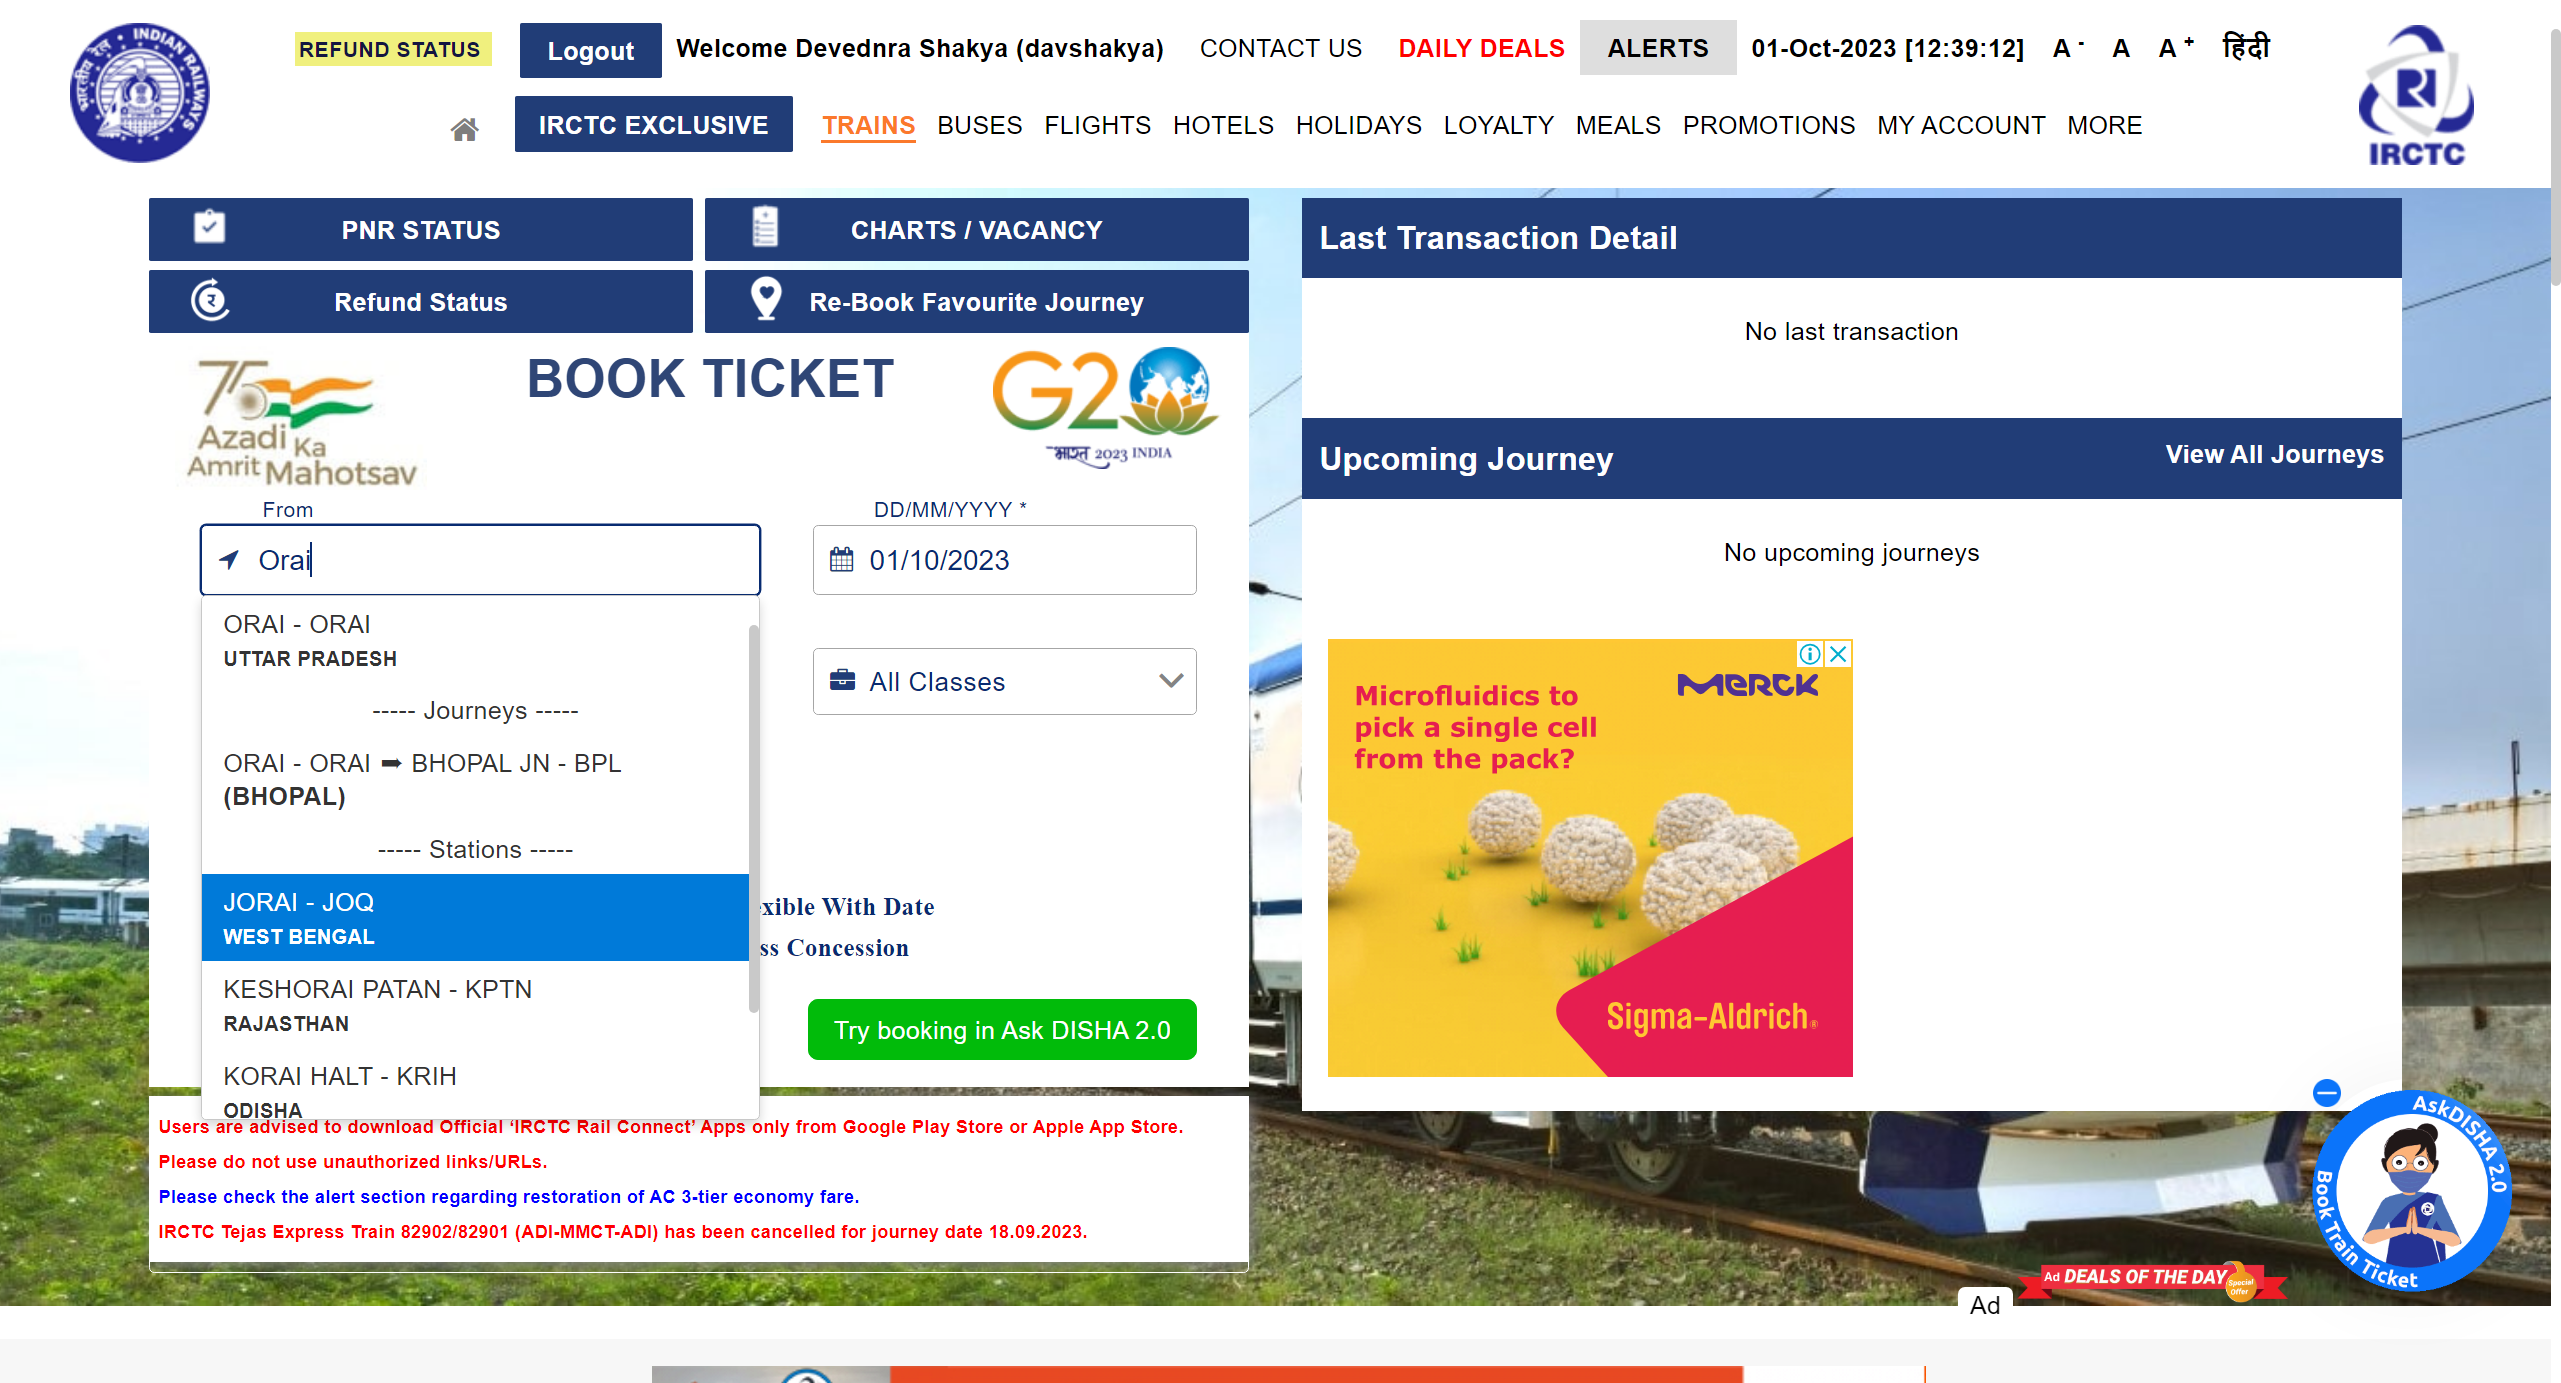 REFUND STATUS
Logout
Welcome Devednra Shakya (davshakya)
CONTACT US
DAILY DEALS
ALERTS
01-Oct-2023 [12:39:12]
A -
A
A +
हिंदी
INDIAN RAILWAYS
भारतीय रेल
IRCTC EXCLUSIVE
TRAINS
BUSES
FLIGHTS
HOTELS
HOLIDAYS
LOYALTY
MEALS
PROMOTIONS
MY ACCOUNT
MORE
IRCTC
PNR STATUS
CHARTS / VACANCY
Refund Status
Re-Book Favourite Journey
75
Azadi Ka
Amrit Mahotsav
BOOK TICKET
G20
भारत 2023 INDIA
From
Orai
DD/MM/YYYY *
01/10/2023
All Classes
ORAI - ORAI
UTTAR PRADESH
----- Journeys -----
ORAI - ORAI ➡ BHOPAL JN - BPL
(BHOPAL)
----- Stations -----
JORAI - JOQ
WEST BENGAL
KESHORAI PATAN - KPTN
RAJASTHAN
KORAI HALT - KRIH
ODISHA
xible With Date
ss Concession
Try booking in Ask DISHA 2.0
Users are advised to download Official ‘IRCTC Rail Connect’ Apps only from Google Play Store or Apple App Store.
Please do not use unauthorized links/URLs.
Please check the alert section regarding restoration of AC 3-tier economy fare.
IRCTC Tejas Express Train 82902/82901 (ADI-MMCT-ADI) has been cancelled for journey date 18.09.2023.
Last Transaction Detail
No last transaction
Upcoming Journey
View All Journeys
No upcoming journeys
MERCK
Microfluidics to
pick a single cell
from the pack?
Sigma-Aldrich®
AskDISHA 2.0
Book Train Ticket
Ad DEALS OF THE DAY
Special
Offer
Ad